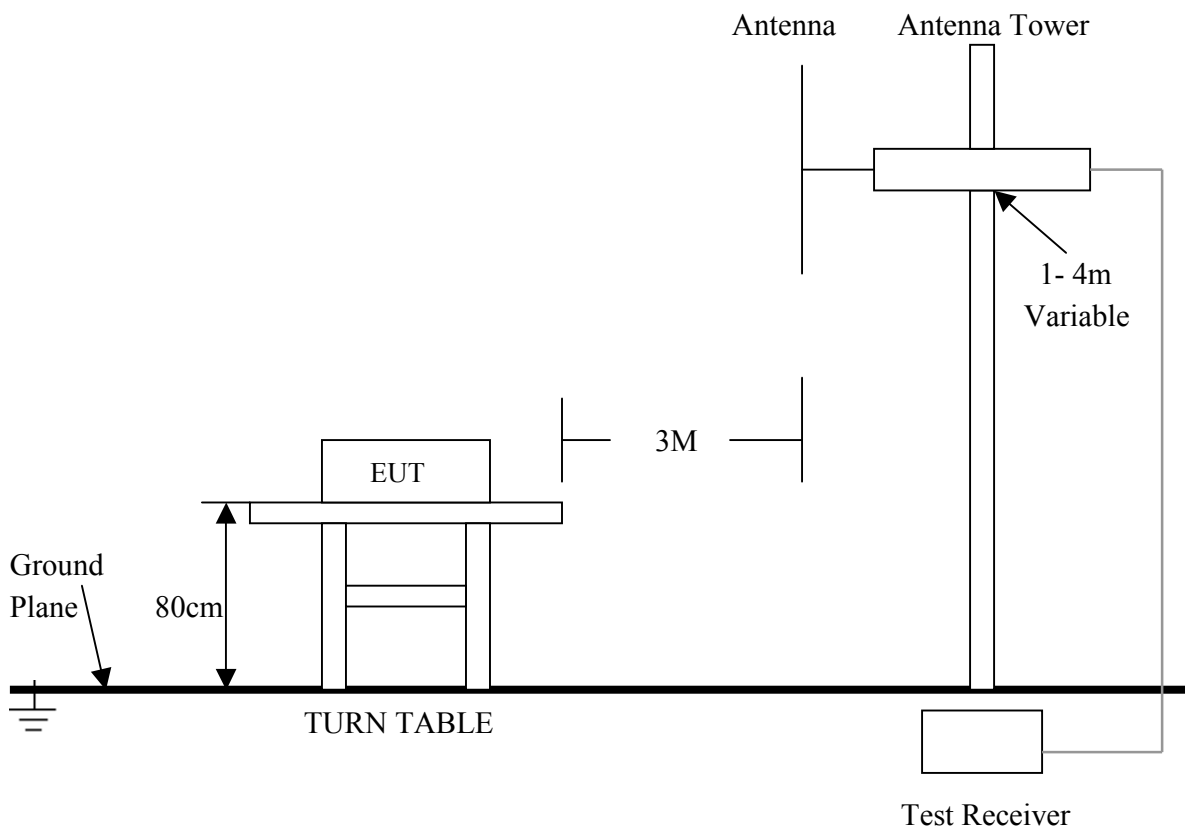 Antenna
Antenna Tower
1- 4m
Variable
3M
EUT
Ground
Plane
80cm
TURN TABLE
Test Receiver